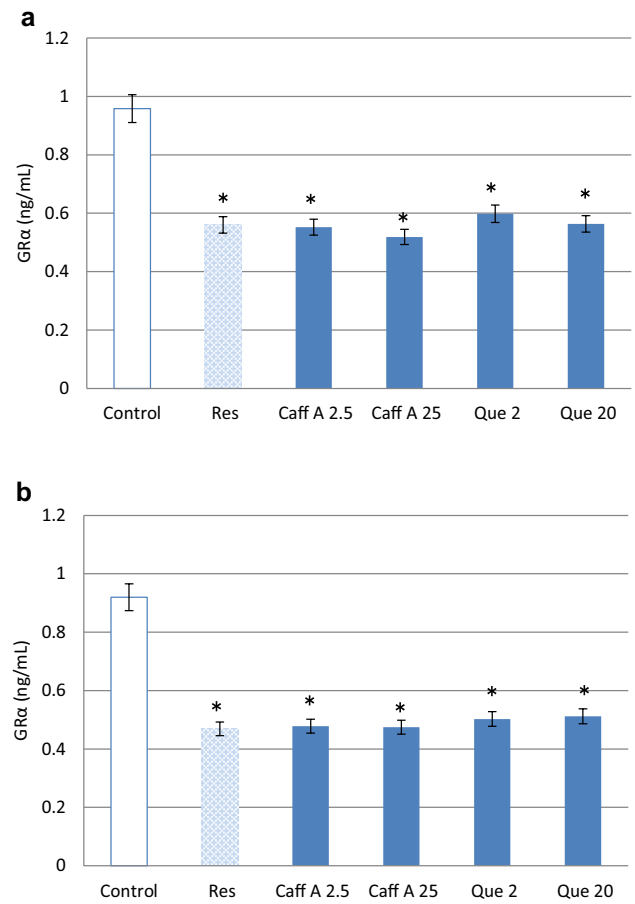 a
1.2
1
0.8
0.6
0.4
0.2
0
GRα (ng/mL)
* * * * *
Control Res Caff A 2.5 Caff A 25 Que 2 Que 20
b
1.2
1
0.8
0.6
0.4
0.2
0
GRα (ng/mL)
* * * * *
Control Res Caff A 2.5 Caff A 25 Que 2 Que 20